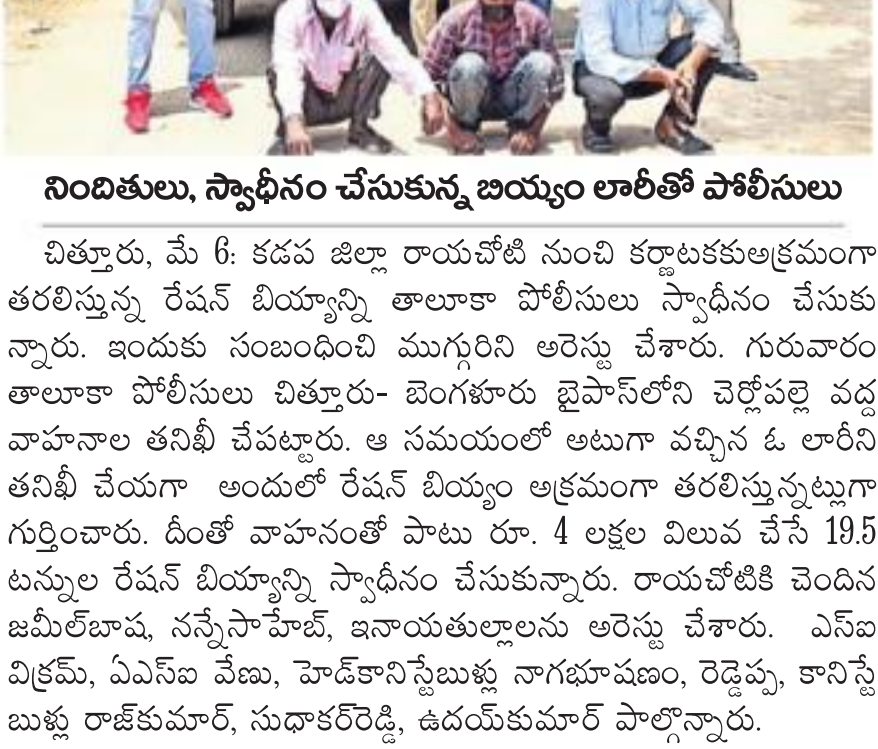 నిందితులు, స్వాధీనం చేసుకున్న బియ్యం లారీతో పోలీసులు
చిత్తూరు, మే 6: కడప జిల్లా రాయచోటి నుంచి కర్ణాటకకుఅక్రమంగా
తరలిస్తున్న రేషన్ బియ్యాన్ని తాలూకా పోలీసులు స్వాధీనం చేసుకు
న్నారు. ఇందుకు సంబంధించి ముగ్గురిని అరెస్టు చేశారు. గురువారం
తాలూకా పోలీసులు చిత్తూరు- బెంగళూరు బైపాస్‌లోని చెర్లోపల్లె వద్ద
వాహనాల తనిఖీ చేపట్టారు. ఆ సమయంలో అటుగా వచ్చిన ఓ లారీని
తనిఖీ చేయగా అందులో రేషన్ బియ్యం అక్రమంగా తరలిస్తున్నట్లుగా
గుర్తించారు. దీంతో వాహనంతో పాటు రూ. 4 లక్షల విలువ చేసే 19.5
టన్నుల రేషన్ బియ్యాన్ని స్వాధీనం చేసుకున్నారు. రాయచోటికి చెందిన
జమీల్‌బాష, నన్నేసాహేబ్, ఇనాయతుల్లాలను అరెస్టు చేశారు. ఎస్ఐ
విక్రమ్, ఏఎస్ఐ వేణు, హెడ్‌కానిస్టేబుళ్లు నాగభూషణం, రెడ్డెప్ప, కానిస్టే
బుళ్లు రాజ్‌కుమార్, సుధాకర్‌రెడ్డి, ఉదయ్‌కుమార్ పాల్గొన్నారు.